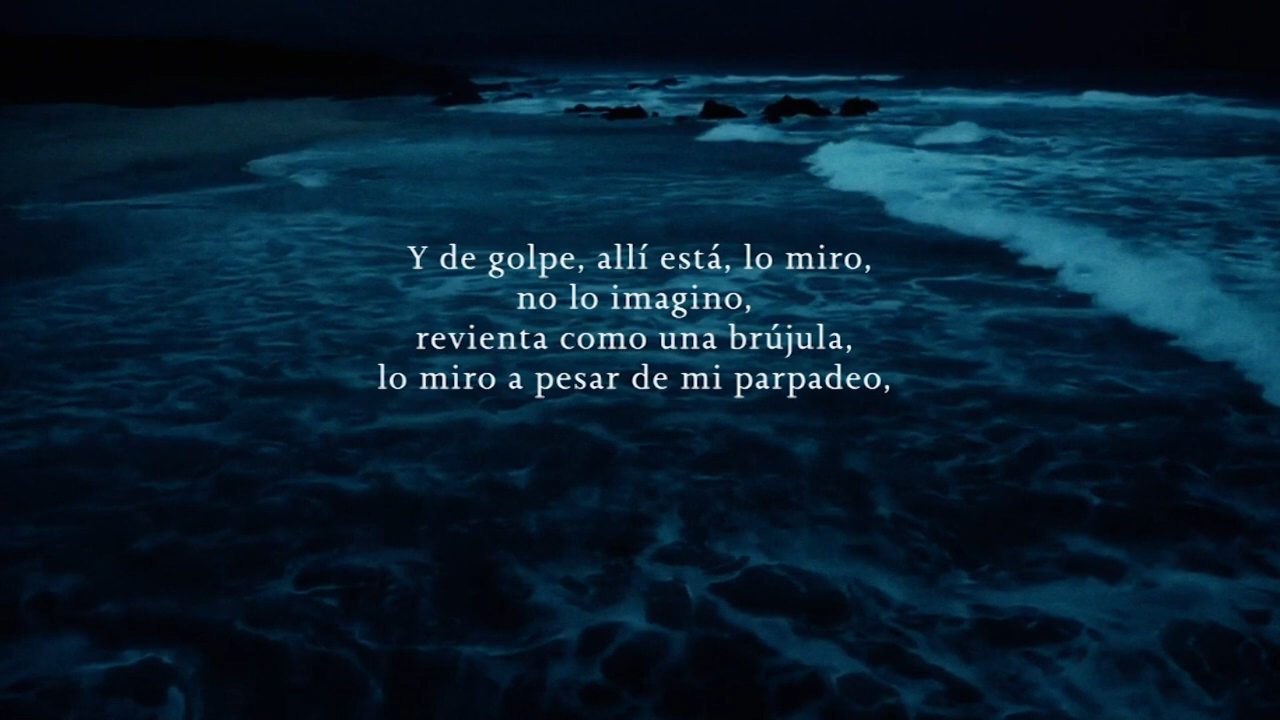 Y de golpe, allí está, lo miro,
no lo imagino,
revienta como una brújula,
lo miro a pesar de mi parpadeo,